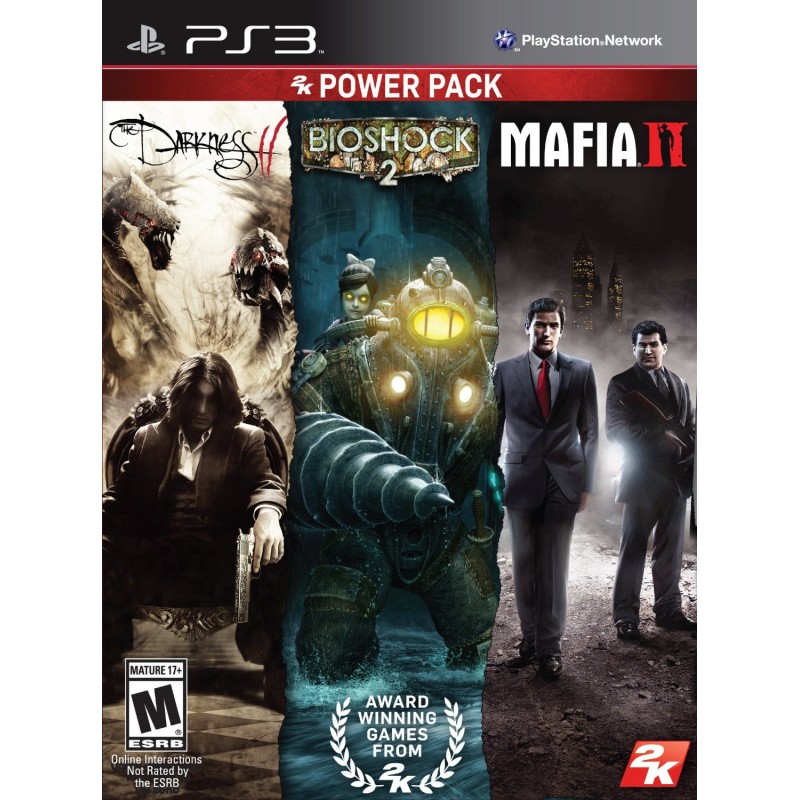 PS3
PlayStation®Network
2K POWER PACK
THE DARKNESS II
BIOSHOCK
2
MAFIA II
MATURE 17+
M
ESRB
Online Interactions
Not Rated by
the ESRB
AWARD
WINNING
GAMES
FROM
2K
2K